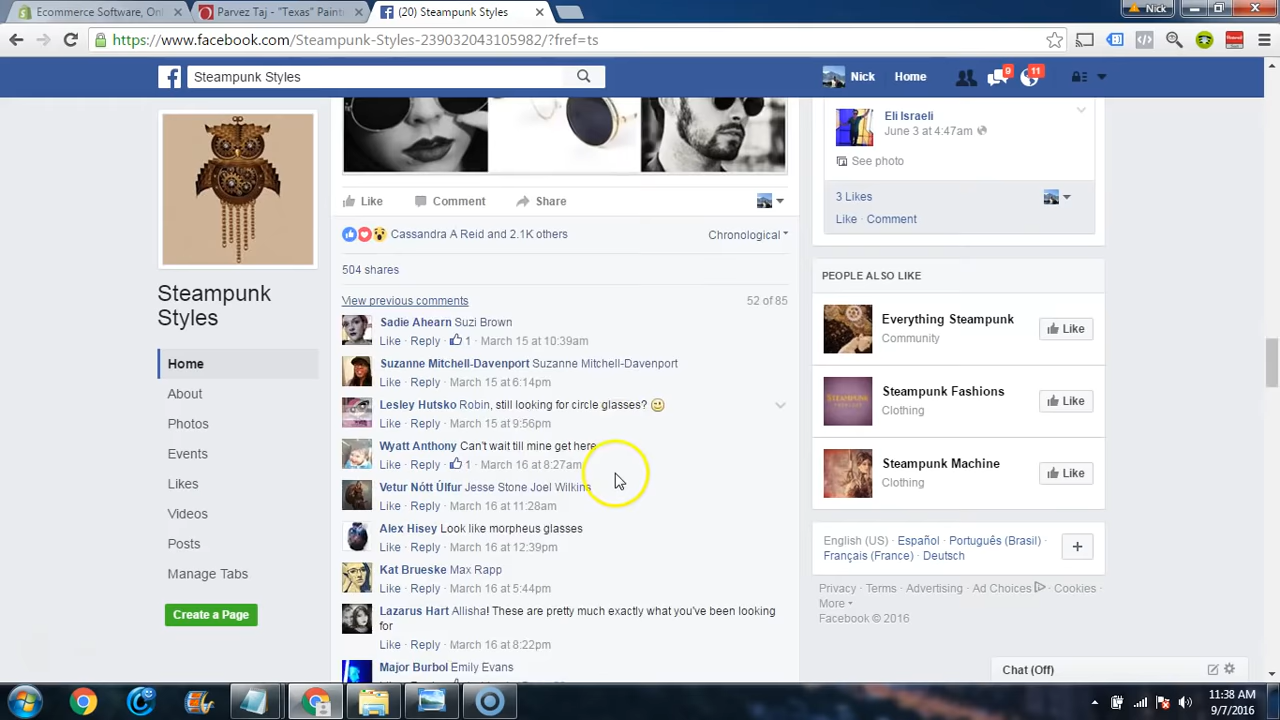 Ecommerce Software, Onl
Parvez Taj - "Texas" Paint
(20) Steampunk Styles
Nick
https://www.facebook.com/Steampunk-Styles-239032043105982/?fref=ts
Steampunk Styles
Nick
Home
9
11
Steampunk
Styles
Home
About
Photos
Events
Likes
Videos
Posts
Manage Tabs
Create a Page
Like Comment Share
Cassandra A Reid and 2.1K others
Chronological
504 shares
View previous comments
52 of 85
Sadie Ahearn Suzi Brown
Like · Reply · 1 · March 15 at 10:39am
Suzanne Mitchell-Davenport Suzanne Mitchell-Davenport
Like · Reply · March 15 at 6:14pm
Lesley Hutsko Robin, still looking for circle glasses?
Like · Reply · March 15 at 9:56pm
Wyatt Anthony Can't wait till mine get here
Like · Reply · 1 · March 16 at 8:27am
Vetur Nótt Úlfur Jesse Stone Joel Wilkins
Like · Reply · March 16 at 11:28am
Alex Hisey Look like morpheus glasses
Like · Reply · March 16 at 12:39pm
Kat Brueske Max Rapp
Like · Reply · March 16 at 5:44pm
Lazarus Hart Allisha! These are pretty much exactly what you've been looking
for
Like · Reply · March 16 at 8:22pm
Major Burbol Emily Evans
Eli Israeli
June 3 at 4:47am
See photo
3 Likes
Like · Comment
PEOPLE ALSO LIKE
Everything Steampunk
Community
Like
Steampunk Fashions
Clothing
Like
Steampunk Machine
Clothing
Like
English (US) · Español · Português (Brasil) ·
Français (France) · Deutsch
Privacy · Terms · Advertising · Ad Choices · Cookies ·
More
Facebook © 2016
Chat (Off)
11:38 AM
9/7/2016